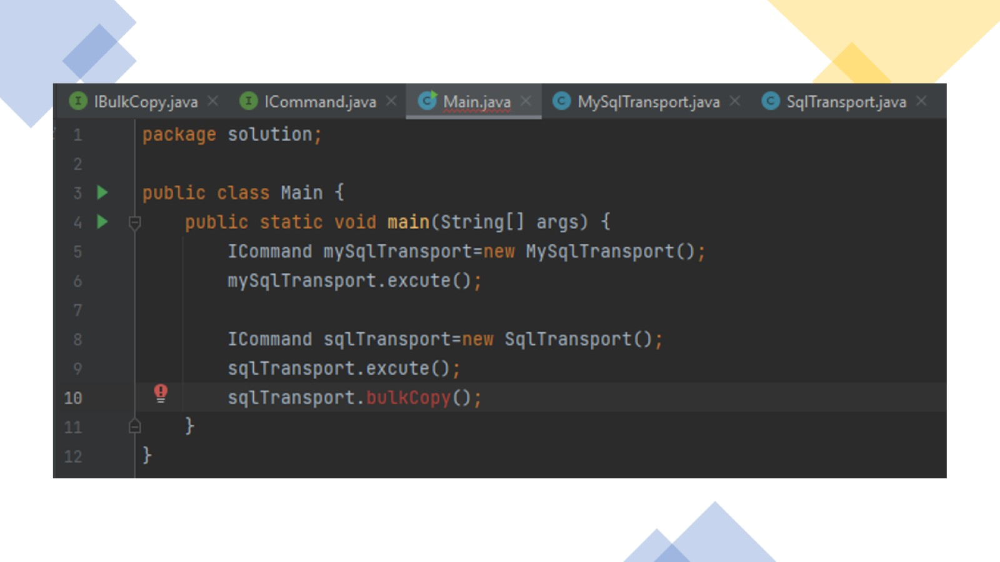 IBulkCopy.java ICommand.java Main.java MySqlTransport.java SqlTransport.java
1 package solution;
2
3 public class Main {
4 public static void main(String[] args) {
5 ICommand mySqlTransport=new MySqlTransport();
6 mySqlTransport.excute();
7
8 ICommand sqlTransport=new SqlTransport();
9 sqlTransport.excute();
10 sqlTransport.bulkCopy();
11 }
12 }